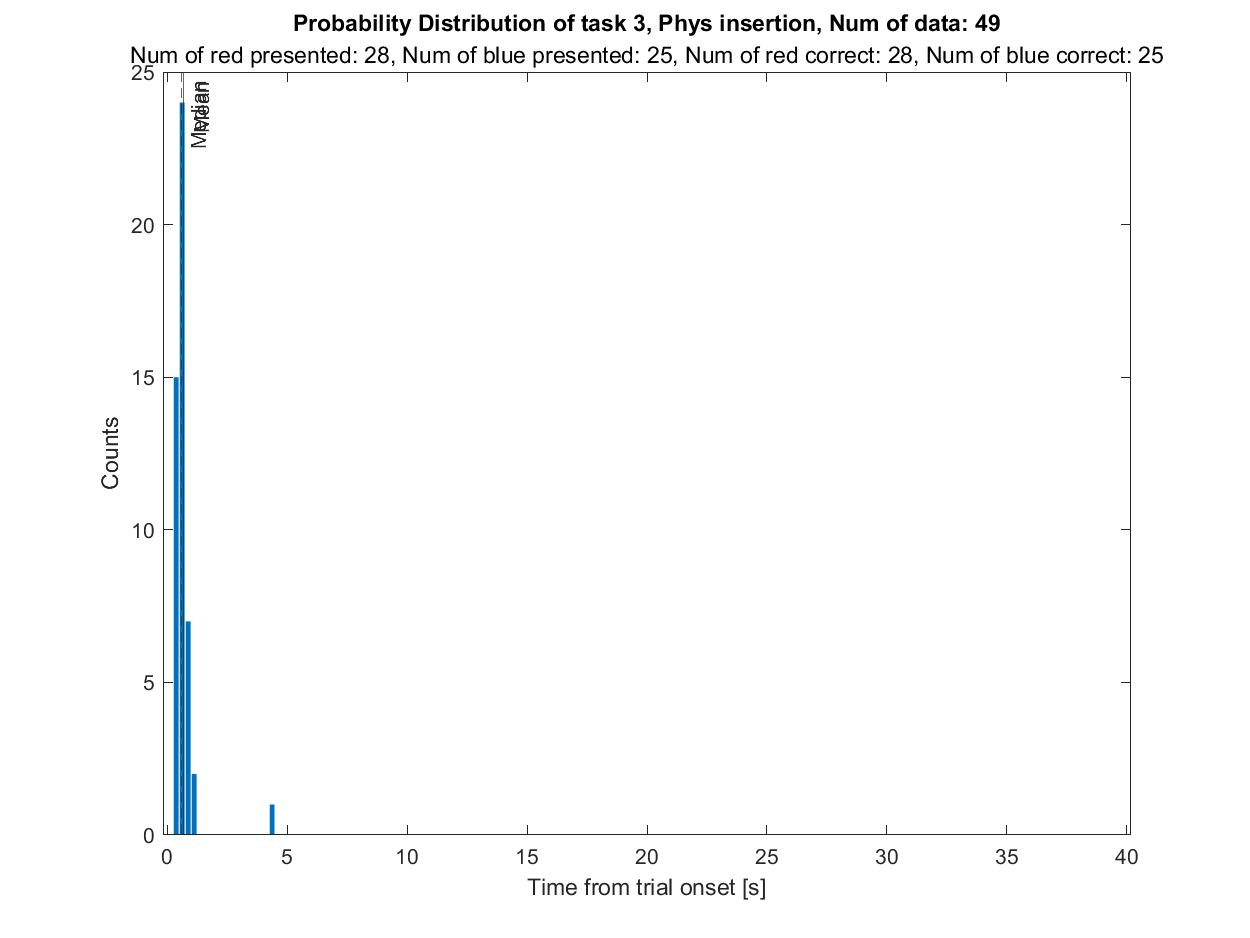 Probability Distribution of task 3, Phys insertion, Num of data: 49
Num of red presented: 28, Num of blue presented: 25, Num of red correct: 28, Num of blue correct: 25
25
20
15
10
5
0
Median
Mean
Counts
0 5 10 15 20 25 30 35 40
Time from trial onset [s]